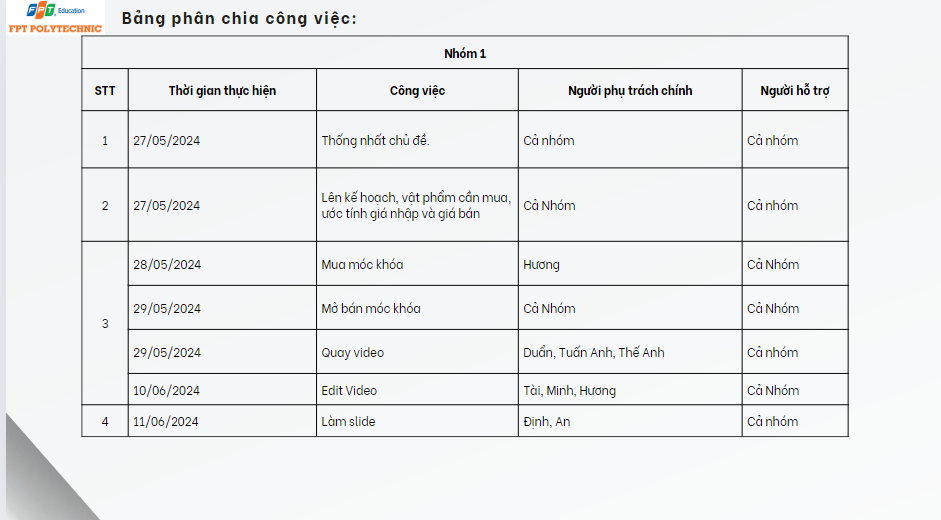 FPT Education
FPT POLYTECHNIC
Bảng phân chia công việc:
Nhóm 1
STT Thời gian thực hiện Công việc Người phụ trách chính Người hỗ trợ
1 27/05/2024 Thống nhất chủ đề. Cả nhóm Cả nhóm
2 27/05/2024 Lên kế hoạch, vật phẩm cần mua, Cả Nhóm Cả nhóm
ước tính giá nhập và giá bán
3 28/05/2024 Mua móc khóa Hương Cả Nhóm
29/05/2024 Mở bán móc khóa Cả Nhóm Cả Nhóm
29/05/2024 Quay video Duẩn, Tuấn Anh, Thế Anh Cả nhóm
10/06/2024 Edit Video Tài, Minh, Hương Cả Nhóm
4 11/06/2024 Làm slide Định, An Cả nhóm